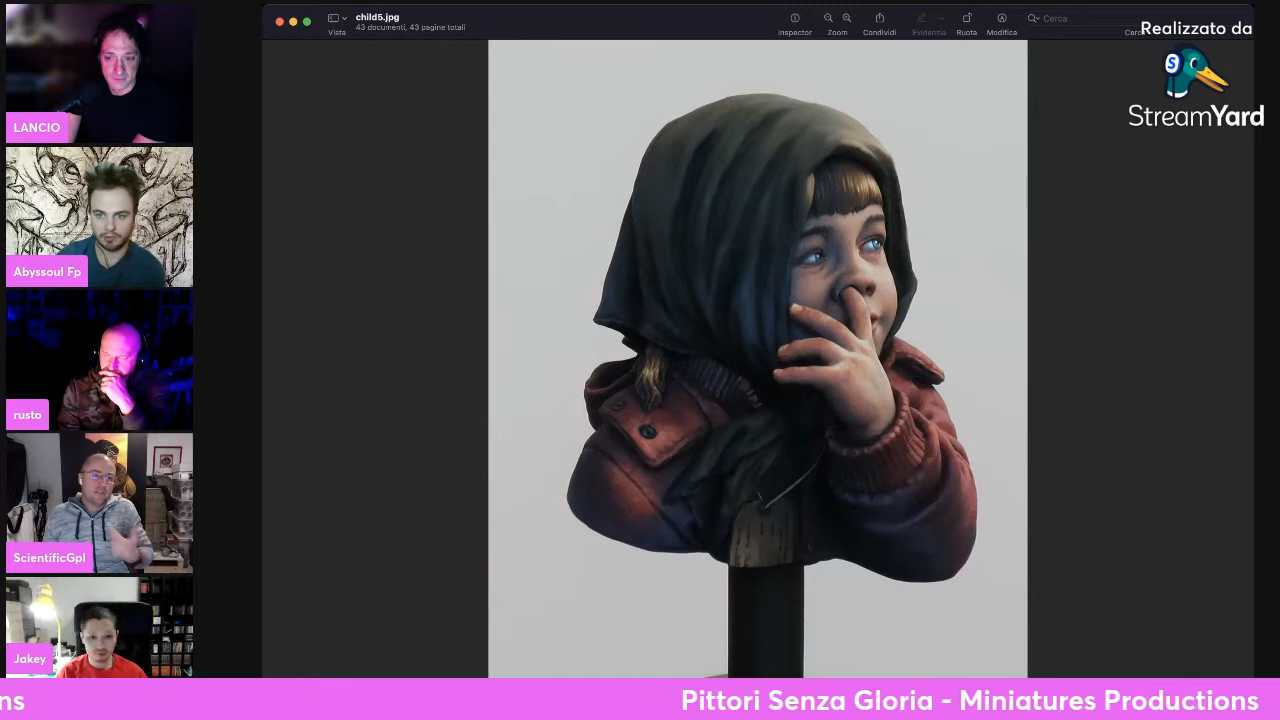 child5.jpg
43 documenti, 43 pagine totali
Vista
Inspector
Zoom
Condividi
Evidenzia
Ruota
Modifica
Cerca
Realizzato da
S
StreamYard
LANCIO
Abyssoul Fp
rusto
ScientificGpl
Jakey
ns
Pittori Senza Gloria - Miniatures Productions